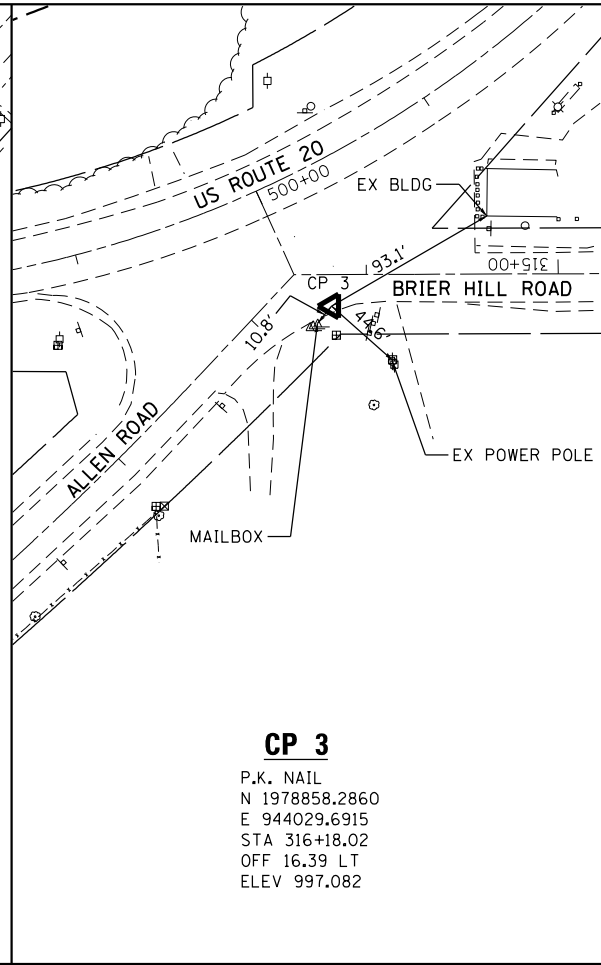 US ROUTE 20
500+00
EX BLDG
93.1'
315+00
CP 3
BRIER HILL ROAD
10.8'
44.6'
ALLEN ROAD
EX POWER POLE
MAILBOX
CP 3
P.K. NAIL
N 1978858.2860
E 944029.6915
STA 316+18.02
OFF 16.39 LT
ELEV 997.082